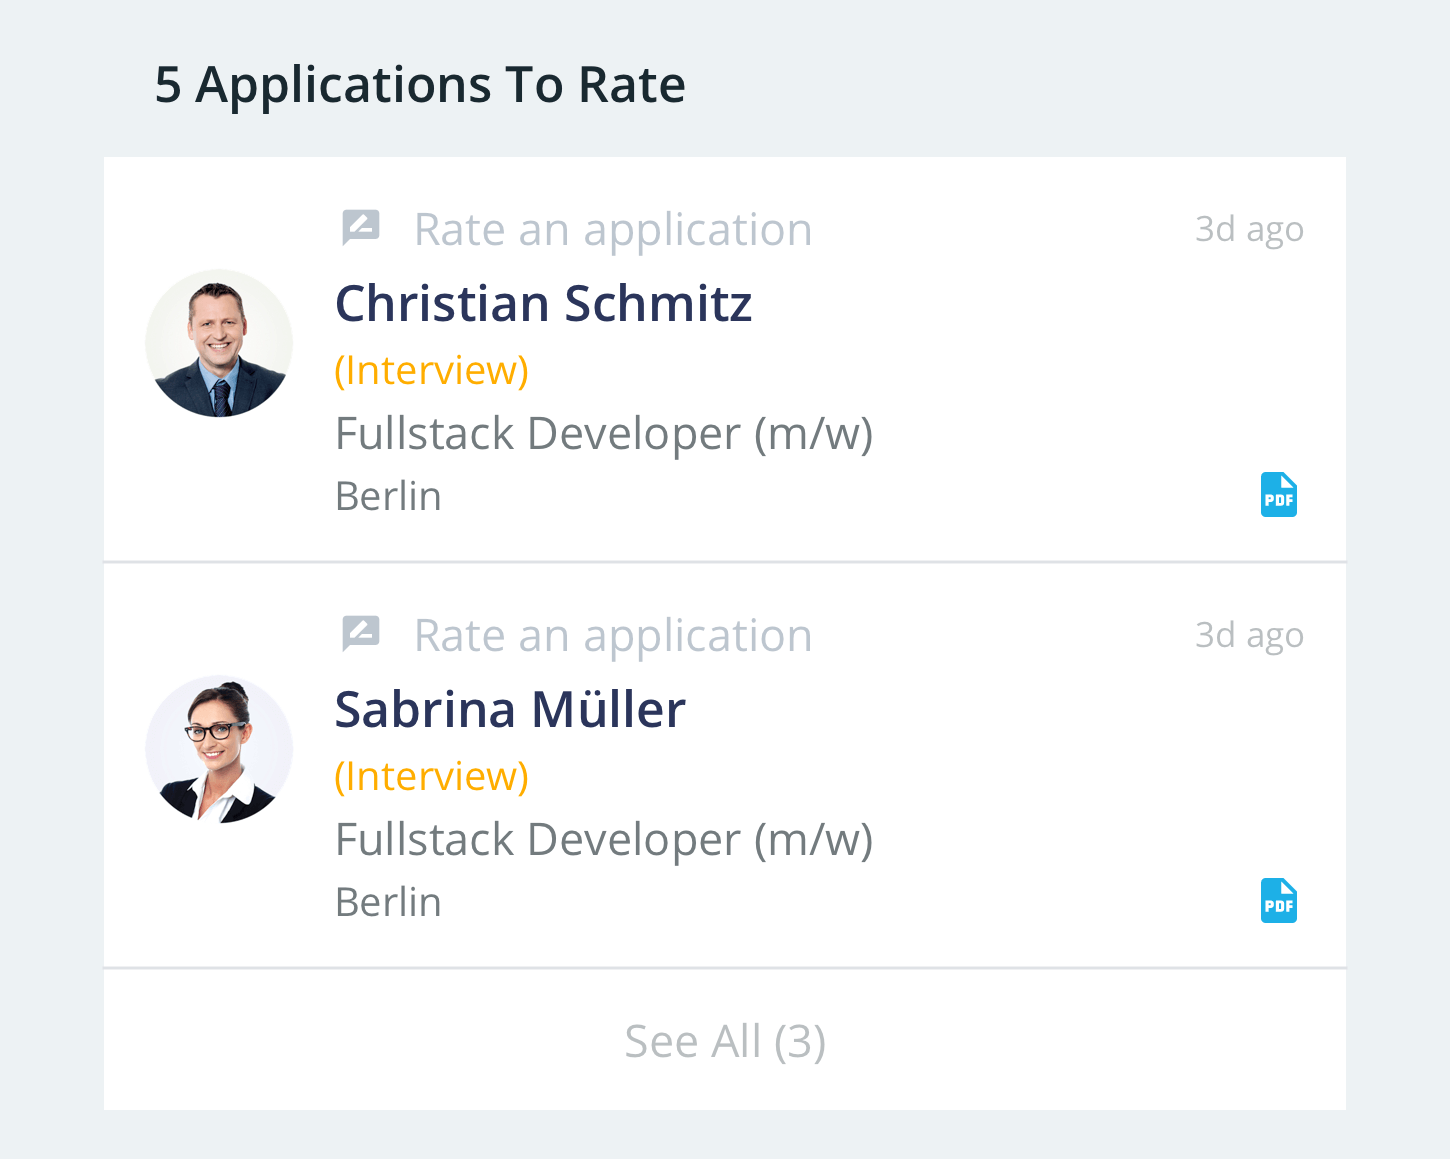 5 Applications To Rate
Rate an application 3d ago
Christian Schmitz
(Interview)
Fullstack Developer (m/w)
Berlin
PDF
Rate an application 3d ago
Sabrina Müller
(Interview)
Fullstack Developer (m/w)
Berlin
PDF
See All (3)